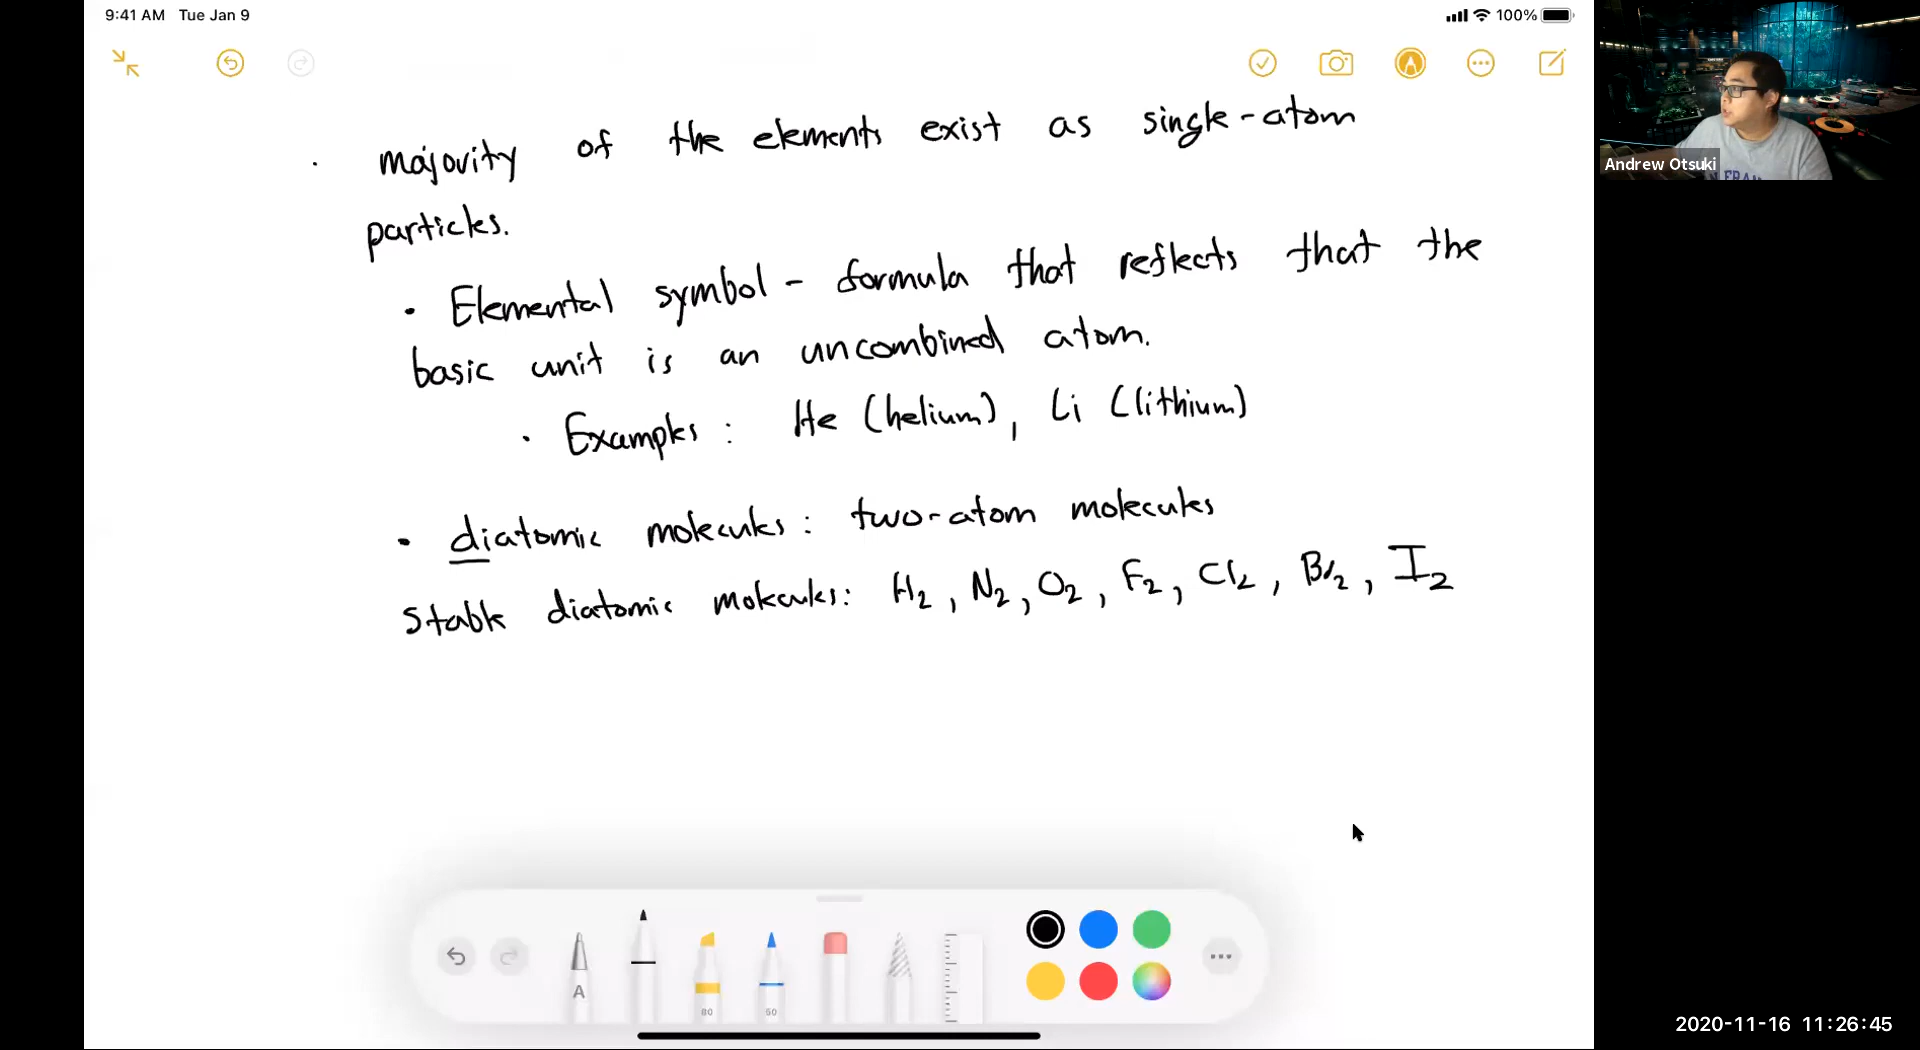 9:41 AM Tue Jan 9
100%
• majority of the elements exist as single-atom
particles.
• Elemental symbol - formula that reflects that the
basic unit is an uncombined atom.
• Examples : He (helium), Li (lithium)
• diatomic molecules : two-atom molecules
Stable diatomic molecules: H₂, N₂, O₂, F₂, Cl₂, Br₂, I₂
A
80
50
Andrew Otsuki
2020-11-16 11:26:45